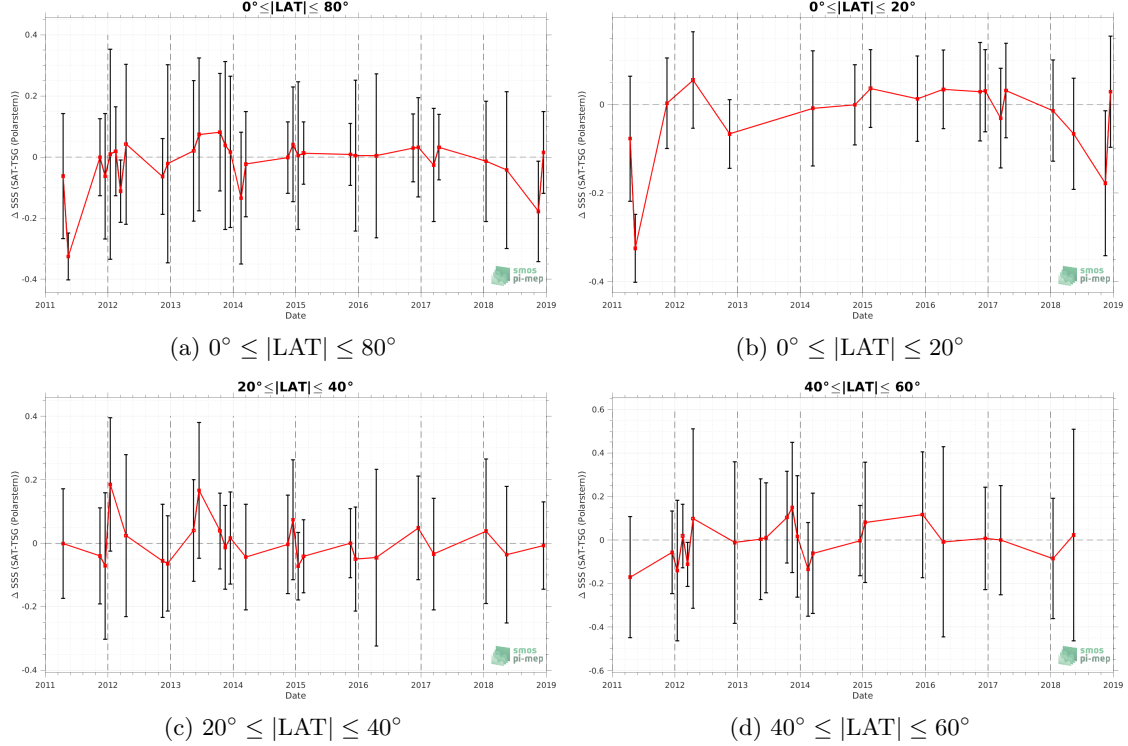 0°≤|LAT|≤ 80°
Δ SSS (SAT-TSG (Polarstern))
0.4
0.2
0
-0.2
-0.4
2011 2012 2013 2014 2015 2016 2017 2018 2019
Date
smos
pi-mep
(a) 0° ≤ |LAT| ≤ 80°
0°≤|LAT|≤ 20°
Δ SSS (SAT-TSG (Polarstern))
0
-0.2
-0.4
2011 2012 2013 2014 2015 2016 2017 2018 2019
Date
smos
pi-mep
(b) 0° ≤ |LAT| ≤ 20°
20°≤|LAT|≤ 40°
Δ SSS (SAT-TSG (Polarstern))
0.4
0.2
0
-0.2
-0.4
2011 2012 2013 2014 2015 2016 2017 2018 2019
Date
smos
pi-mep
(c) 20° ≤ |LAT| ≤ 40°
40°≤|LAT|≤ 60°
Δ SSS (SAT-TSG (Polarstern))
0.6
0.4
0.2
0
-0.2
-0.4
-0.6
2011 2012 2013 2014 2015 2016 2017 2018 2019
Date
smos
pi-mep
(d) 40° ≤ |LAT| ≤ 60°